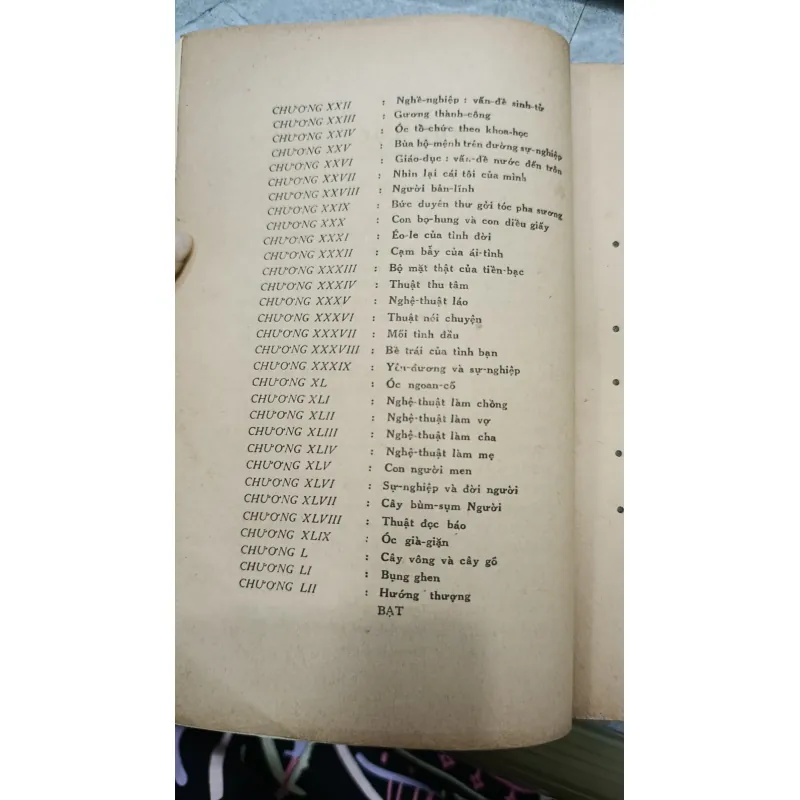 CHƯƠNG XXII : Nghề-nghiệp : vấn-đề sinh-tử
CHƯƠNG XXIII : Gương thành-công
CHƯƠNG XXIV : Óc tổ-chức theo khoa-học
CHƯƠNG XXV : Bùa hộ-mệnh trên đường sự-nghiệp
CHƯƠNG XXVI : Giáo-dục : vấn-đề nước đến trôn
CHƯƠNG XXVII : Nhìn lại cái tôi của mình
CHƯƠNG XXVIII : Người bản-lĩnh
CHƯƠNG XXIX : Bức duyên thư gửi tóc pha sương
CHƯƠNG XXX : Con bọ-hung và con diều giấy
CHƯƠNG XXXI : Éo-le của tình đời
CHƯƠNG XXXII : Cạm bẫy của ái-tình
CHƯƠNG XXXIII : Bộ mặt thật của tiền-bạc
CHƯƠNG XXXIV : Thuật thu tâm
CHƯƠNG XXXV : Nghệ-thuật láo
CHƯƠNG XXXVI : Thuật nói chuyện
CHƯƠNG XXXVII : Mối tình đầu
CHƯƠNG XXXVIII : Bề trái của tình bạn
CHƯƠNG XXXIX : Yên-đương và sự-nghiệp
CHƯƠNG XL : Óc ngoan-cố
CHƯƠNG XLI : Nghệ-thuật làm chồng
CHƯƠNG XLII : Nghệ-thuật làm vợ
CHƯƠNG XLIII : Nghệ-thuật làm cha
CHƯƠNG XLIV : Nghệ-thuật làm mẹ
CHƯƠNG XLV : Con người men
CHƯƠNG XLVI : Sự-nghiệp và đời người
CHƯƠNG XLVII : Cây bùm-sụm Người
CHƯƠNG XLVIII : Thuật đọc báo
CHƯƠNG XLIX : Óc già-giặn
CHƯƠNG L : Cây vông và cây gỗ
CHƯƠNG LI : Bụng ghen
CHƯƠNG LII : Hướng thượng
BẠT